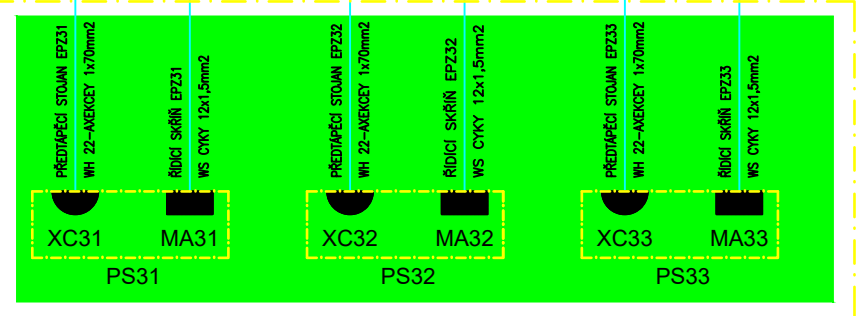 PŘEDTÁPĚCÍ STOJAN EPZ31
WH 22-AXEKCEY 1x70mm2
ŘÍDICÍ SKŘÍŇ EPZ31
WS CYKY 12x1,5mm2
PŘEDTÁPĚCÍ STOJAN EPZ32
WH 22-AXEKCEY 1x70mm2
ŘÍDICÍ SKŘÍŇ EPZ32
WS CYKY 12x1,5mm2
PŘEDTÁPĚCÍ STOJAN EPZ33
WH 22-AXEKCEY 1x70mm2
ŘÍDICÍ SKŘÍŇ EPZ33
WS CYKY 12x1,5mm2
XC31 MA31 XC32 MA32 XC33 MA33
PS31 PS32 PS33